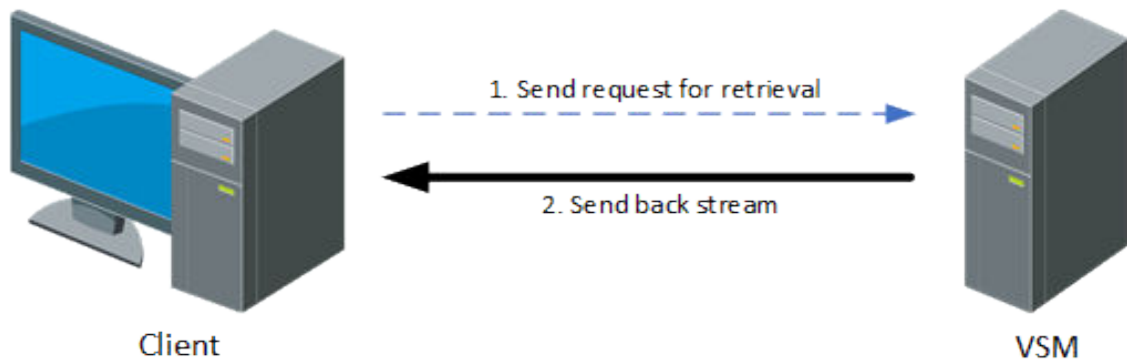 1. Send request for retrieval
2. Send back stream
Client
VSM